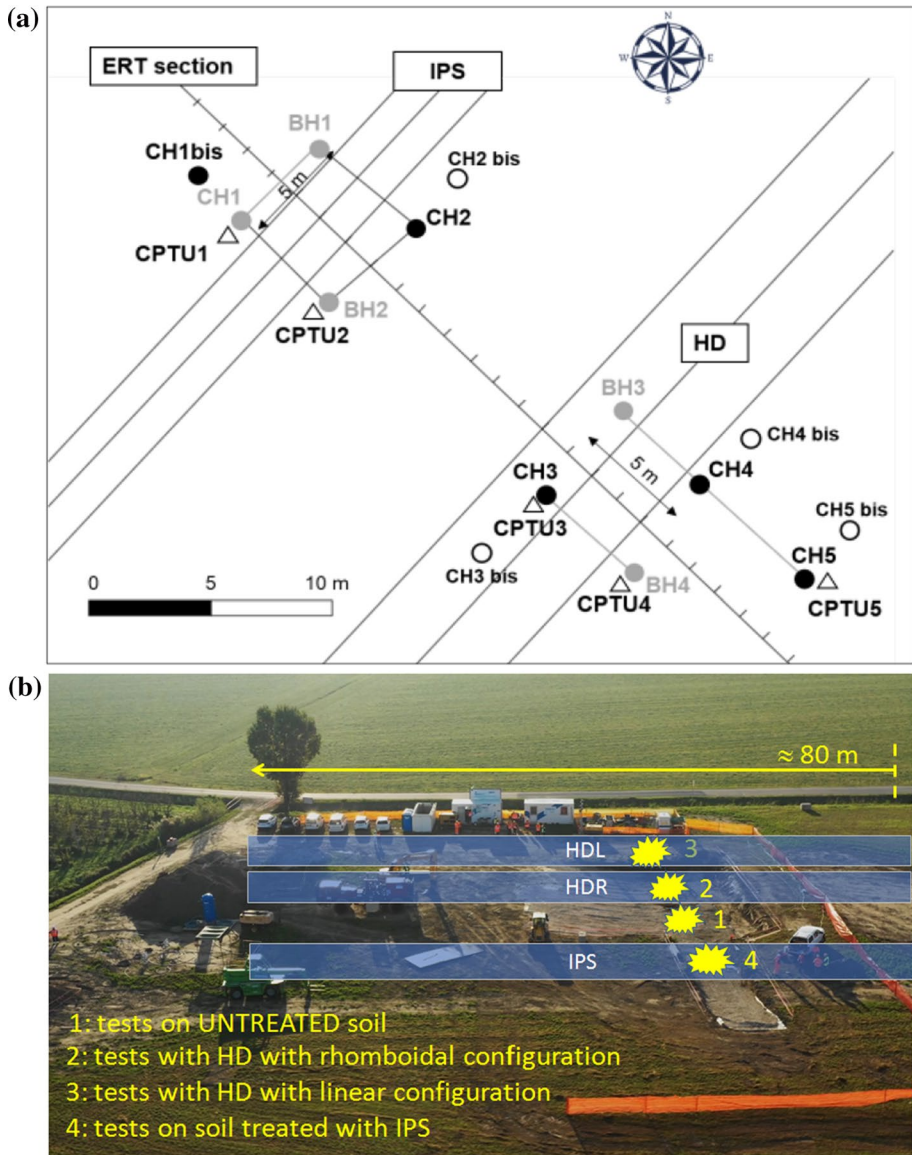 (a)
N
W
E
S
ERT section
IPS
BH1
CH1bis
CH2 bis
5 m
CH1
CH2
CPTU1
BH2
CPTU2
HD
BH3
CH4 bis
5 m
CH3
CH4
CPTU3
CH5 bis
CH3 bis
CH5
0 5 10 m
CPTU4
BH4
CPTU5
(b)
≈ 80 m
HDL
3
HDR
2
1
IPS
4
1: tests on UNTREATED soil
2: tests with HD with rhomboidal configuration
3: tests with HD with linear configuration
4: tests on soil treated with IPS